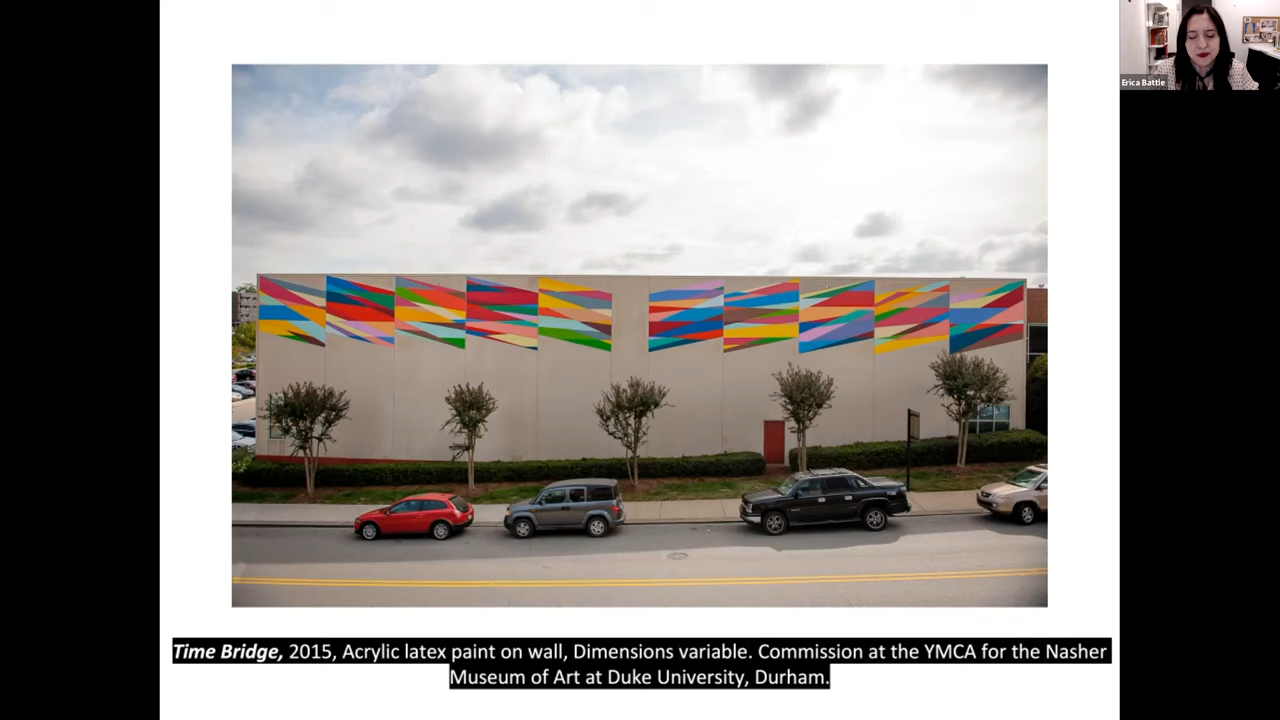 Erica Battle
Time Bridge, 2015, Acrylic latex paint on wall, Dimensions variable. Commission at the YMCA for the Nasher
Museum of Art at Duke University, Durham.